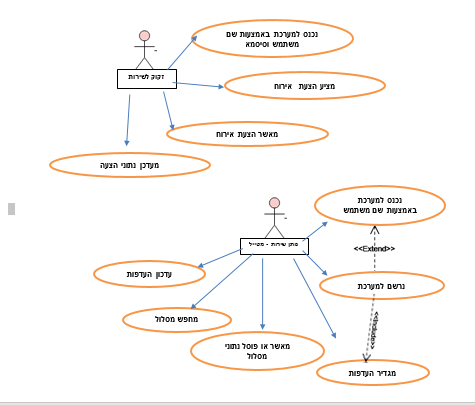 נכנס למערכת באמצעות שם
משתמש וסיסמא
זקוק לשירות
מציע הצעת אירוח
מאשר הצעת אירוח
מעדכן נתוני הצעה
נכנס למערכת
באמצעות שם משתמש
נותן שירות - מטייל
<<Extend>>
עדכון העדפות
נרשם למערכת
מחפש מסלול
<<include>>
מאשר או פוסל נתוני
מסלול
מגדיר העדפות